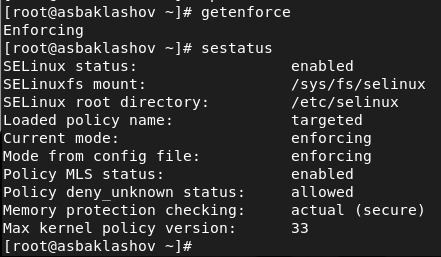 [root@asbaklashov ~]# getenforce
Enforcing
[root@asbaklashov ~]# sestatus
SELinux status:                 enabled
SELinuxfs mount:                /sys/fs/selinux
SELinux root directory:         /etc/selinux
Loaded policy name:             targeted
Current mode:                   enforcing
Mode from config file:          enforcing
Policy MLS status:              enabled
Policy deny_unknown status:     allowed
Memory protection checking:     actual (secure)
Max kernel policy version:      33
[root@asbaklashov ~]#